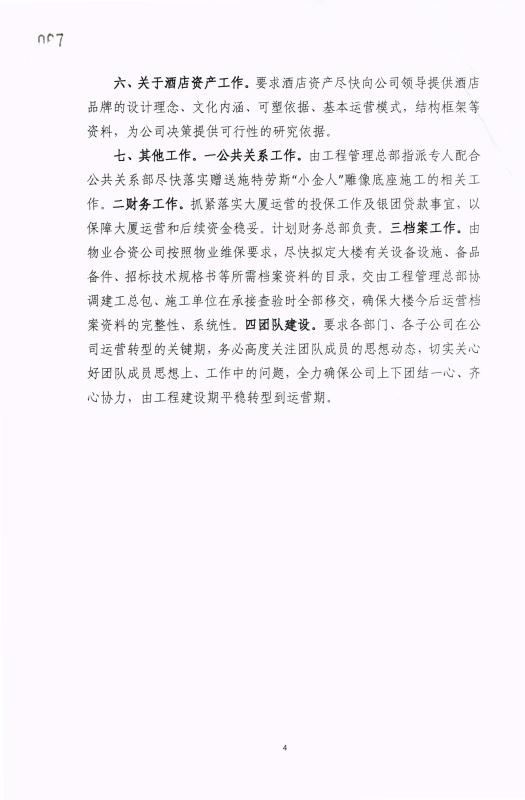 067
六、关于酒店资产工作。要求酒店资产尽快向公司领导提供酒店
品牌的设计理念、文化内涵、可塑依据、基本运营模式，结构框架等
资料，为公司决策提供可行性的研究依据。
七、其他工作。一公共关系工作。由工程管理总部指派专人配合
公共关系部尽快落实赠送施特劳斯“小金人”雕像底座施工的相关工
作。二财务工作。抓紧落实大厦运营的投保工作及银团贷款事宜，以
保障大厦运营和后续资金稳妥。计划财务总部负责。三档案工作。由
物业合资公司按照物业维保要求，尽快拟定大楼有关设备设施、备品
备件、招标技术规格书等所需档案资料的目录，交由工程管理总部协
调建工总包、施工单位在承接查验时全部移交，确保大楼今后运营档
案资料的完整性、系统性。四团队建设。要求各部门、各子公司在公
司运营转型的关键期，务必高度关注团队成员的思想动态，切实关心
好团队成员思想上、工作中的问题，全力确保公司上下团结一心、齐
心协力，由工程建设期平稳转型到运营期。
4